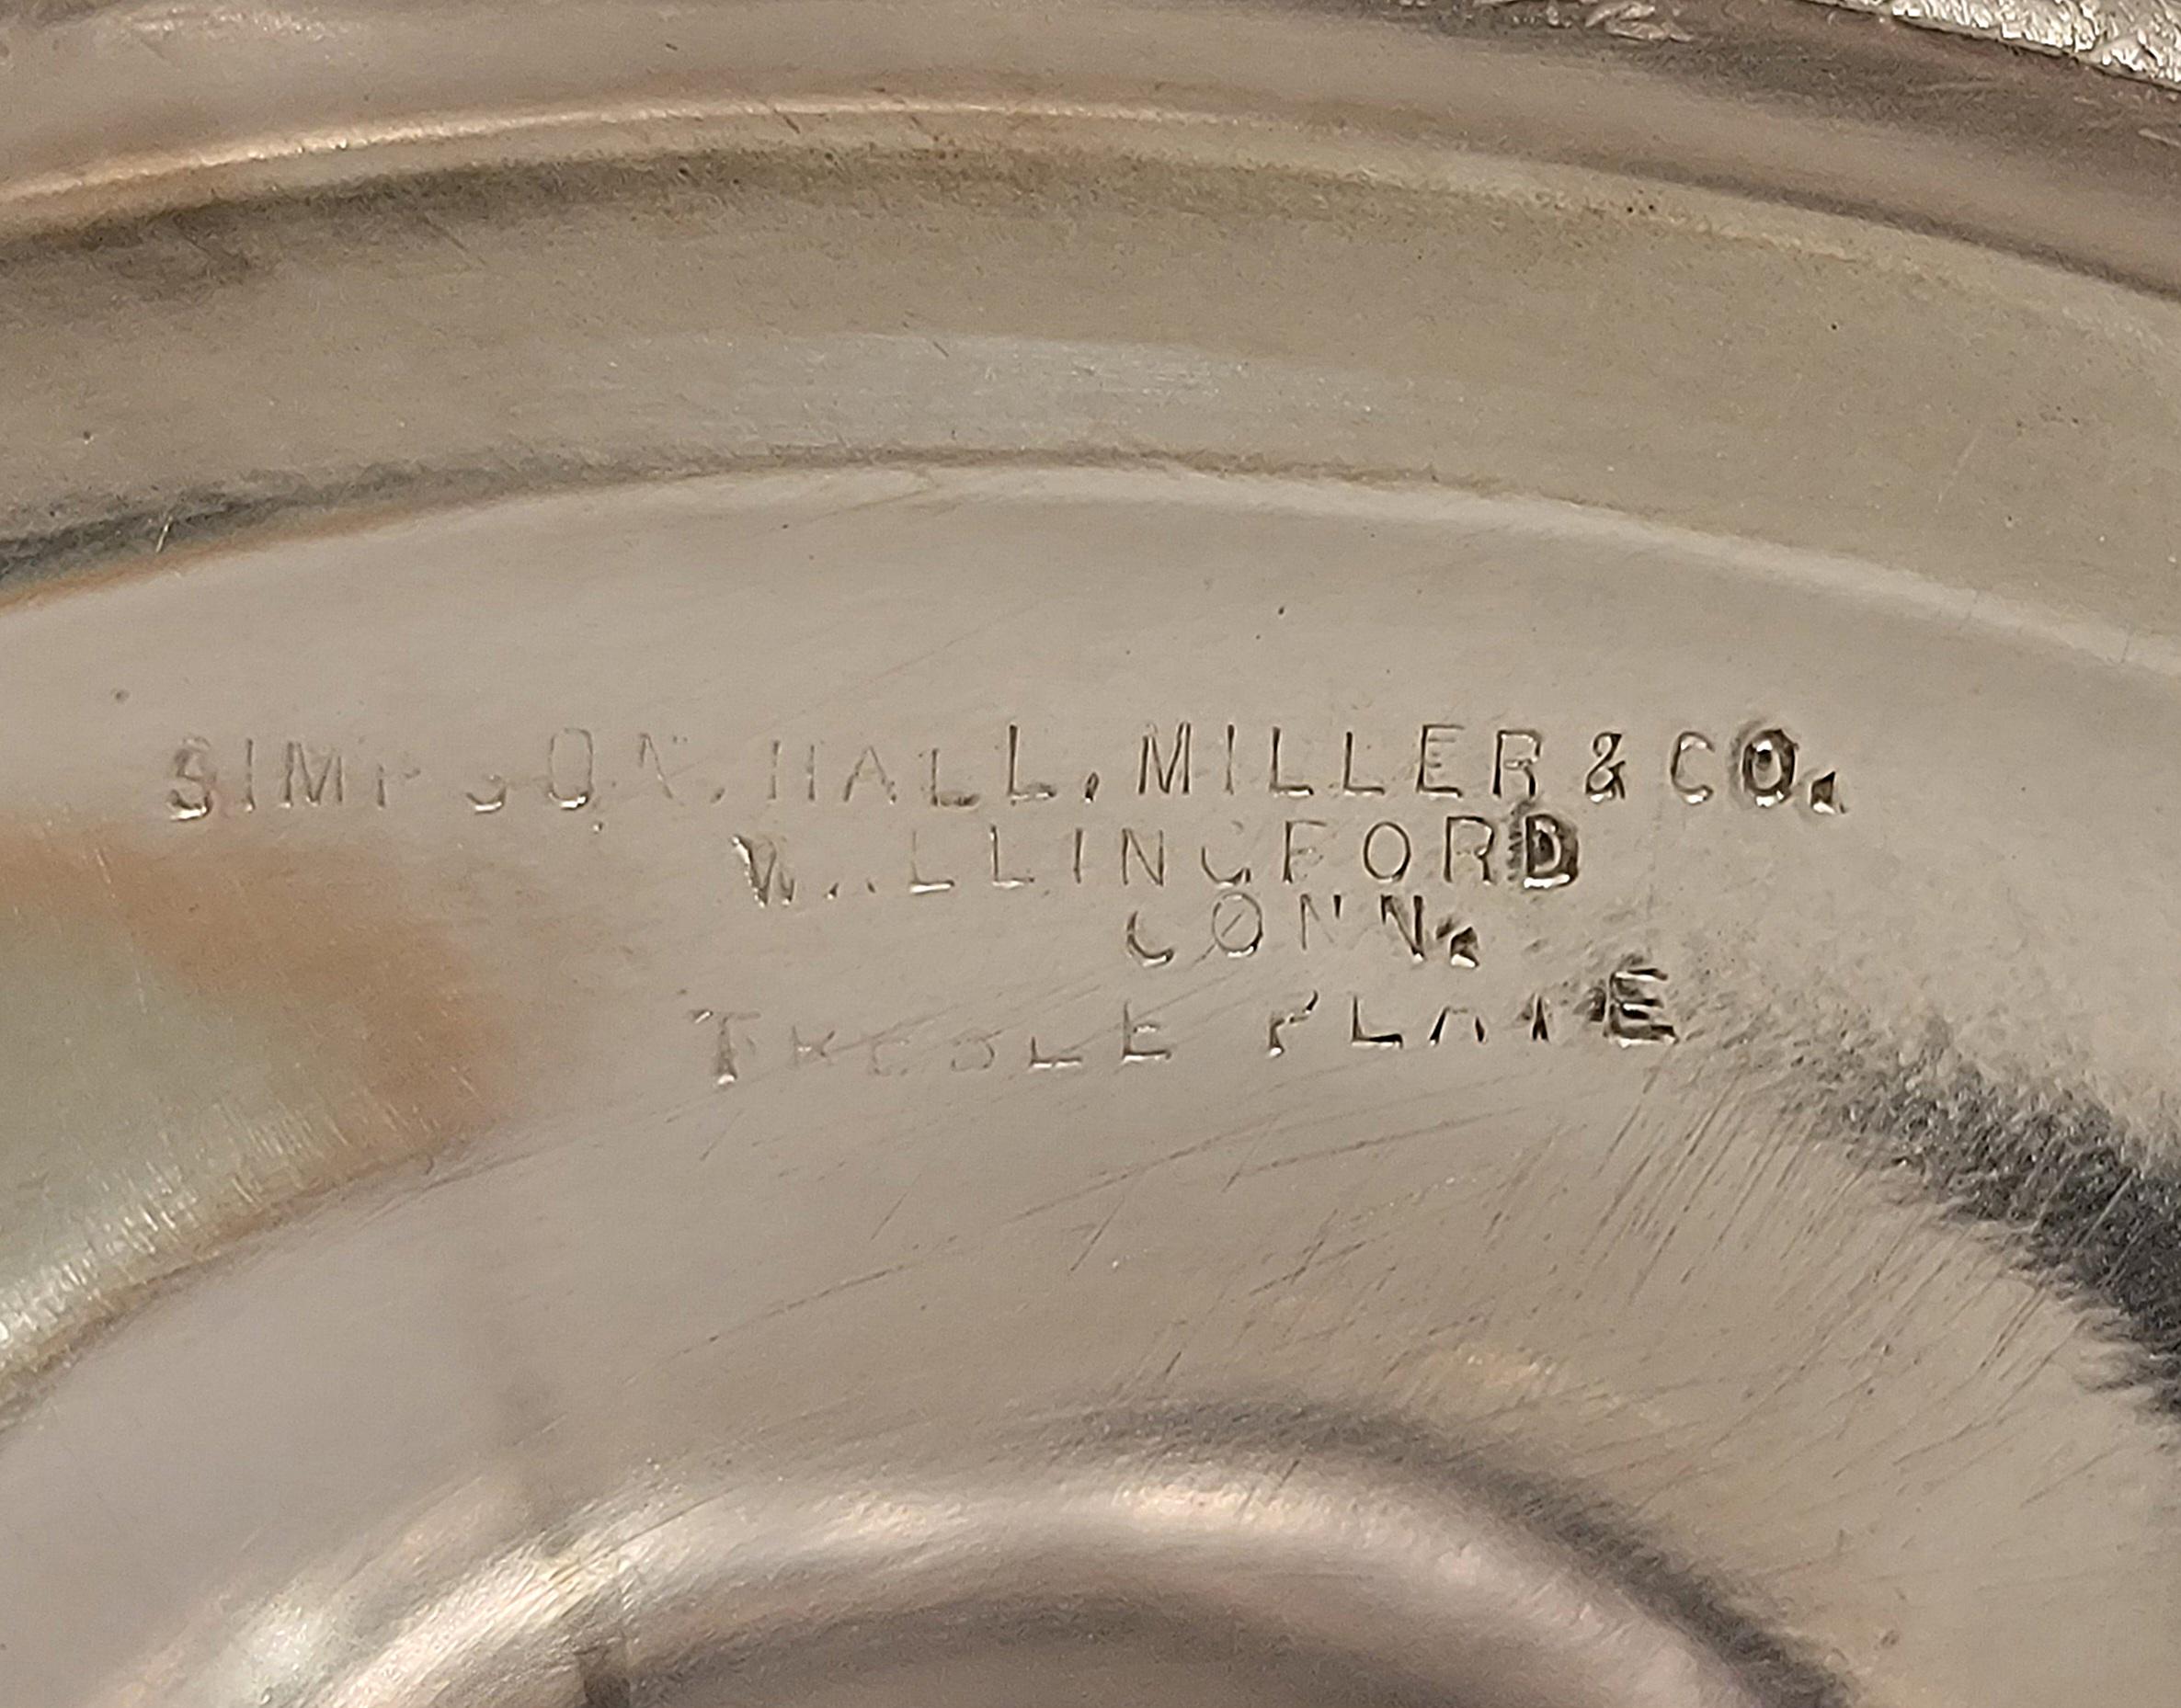 SIMPSON, HALL, MILLER & CO.
WALLINGFORD
CONN.
TREBLE PLATE